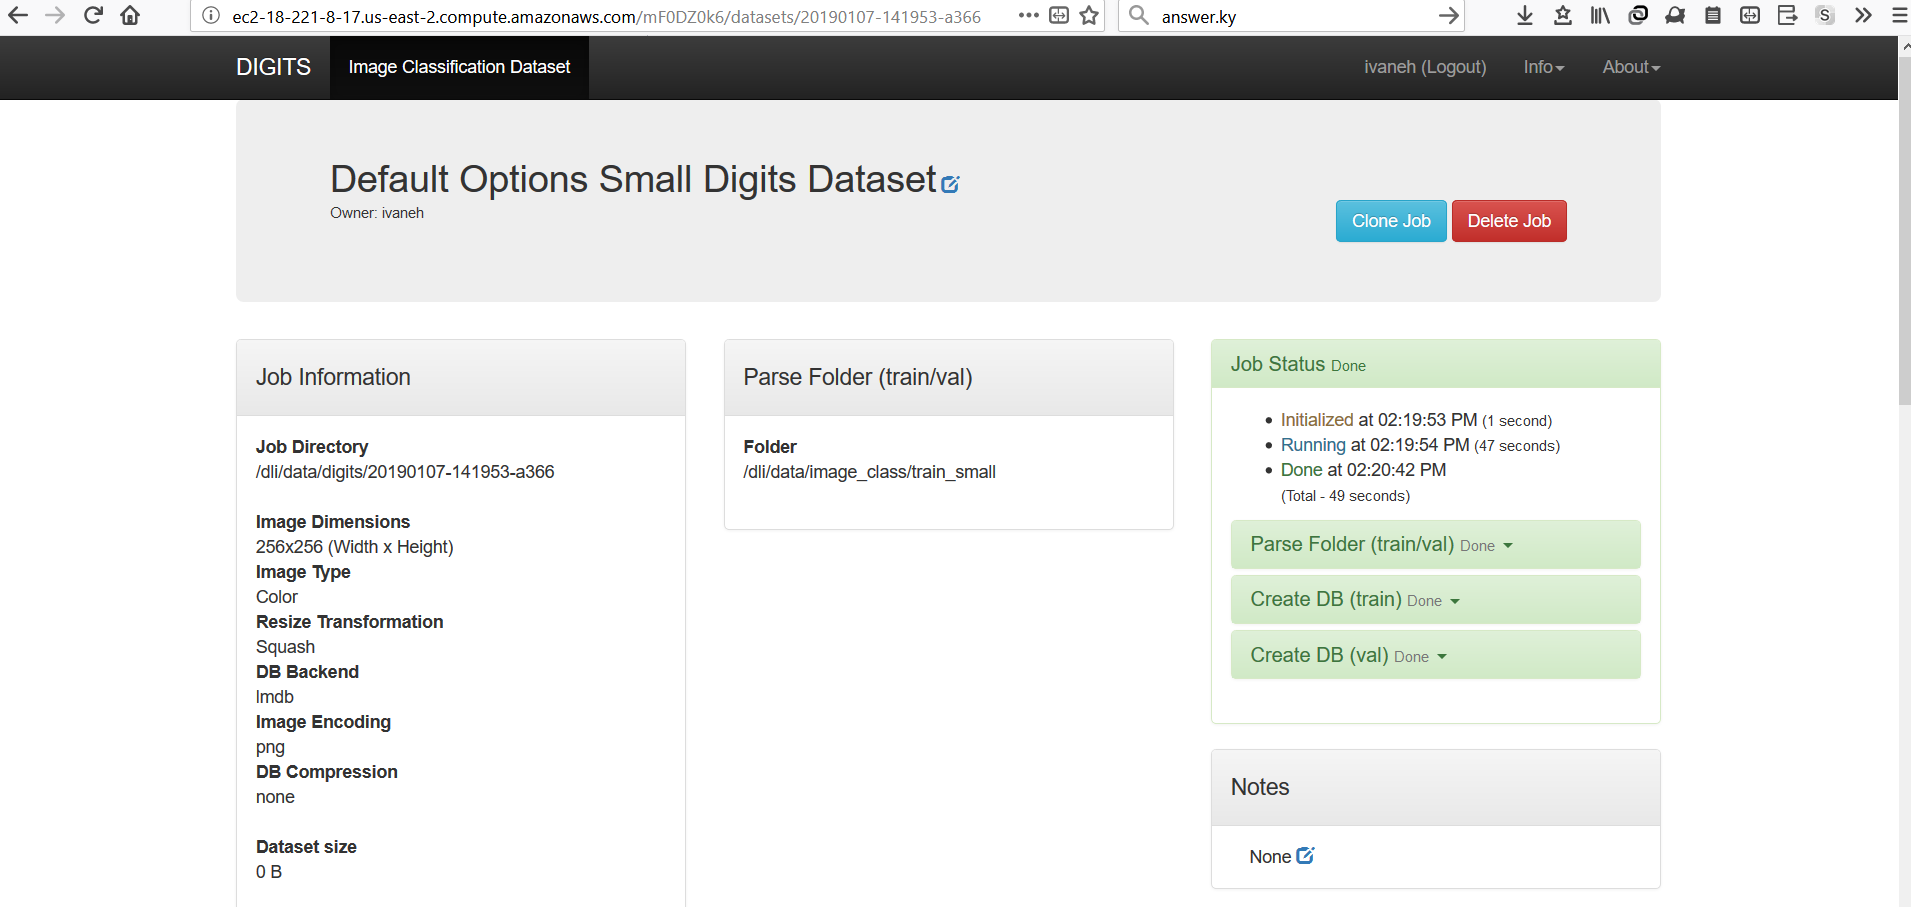 ec2-18-221-8-17.us-east-2.compute.amazonaws.com/mF0DZ0k6/datasets/20190107-141953-a366
answer.ky
S
DIGITS
Image Classification Dataset
ivaneh (Logout)
Info
About
Default Options Small Digits Dataset
Owner: ivaneh
Clone Job
Delete Job
Job Information
Job Directory
/dli/data/digits/20190107-141953-a366
Image Dimensions
256x256 (Width x Height)
Image Type
Color
Resize Transformation
Squash
DB Backend
lmdb
Image Encoding
png
DB Compression
none
Dataset size
0 B
Parse Folder (train/val)
Folder
/dli/data/image_class/train_small
Job Status Done
Initialized at 02:19:53 PM (1 second)
Running at 02:19:54 PM (47 seconds)
Done at 02:20:42 PM
(Total - 49 seconds)
Parse Folder (train/val) Done
Create DB (train) Done
Create DB (val) Done
Notes
None